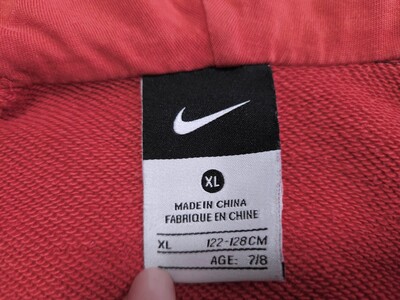 XL
MADE IN CHINA
FABRIQUE EN CHINE
XL 122-128CM
AGE: 7/8